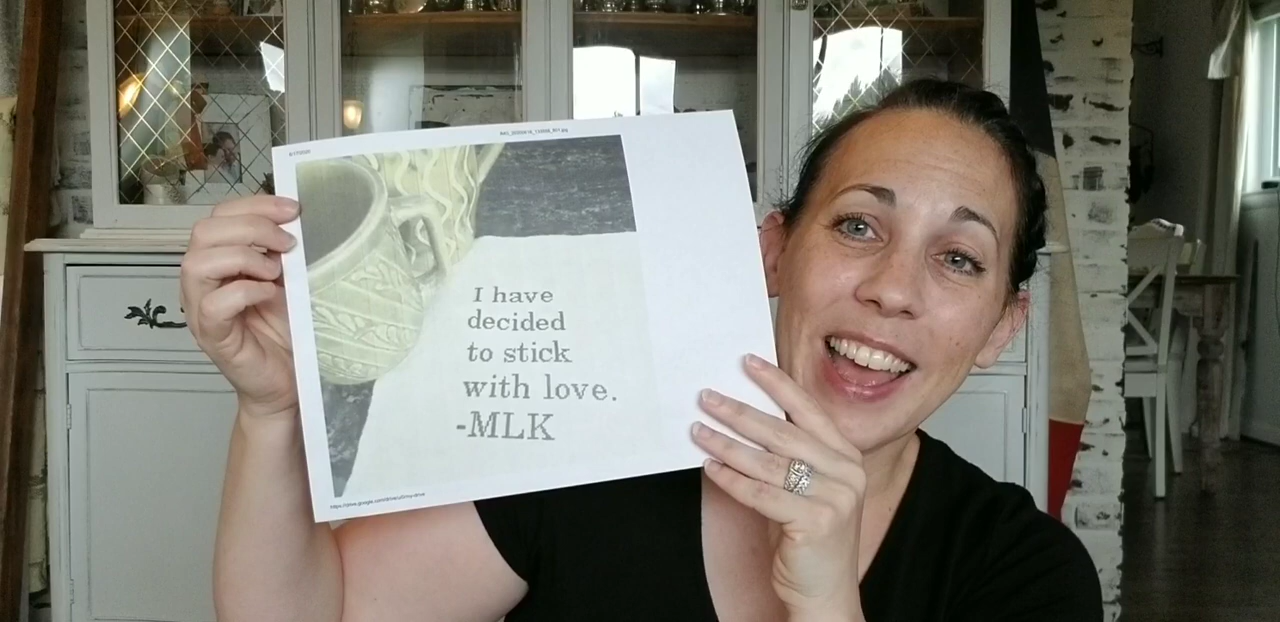 I have
decided
to stick
with love.
-MLK